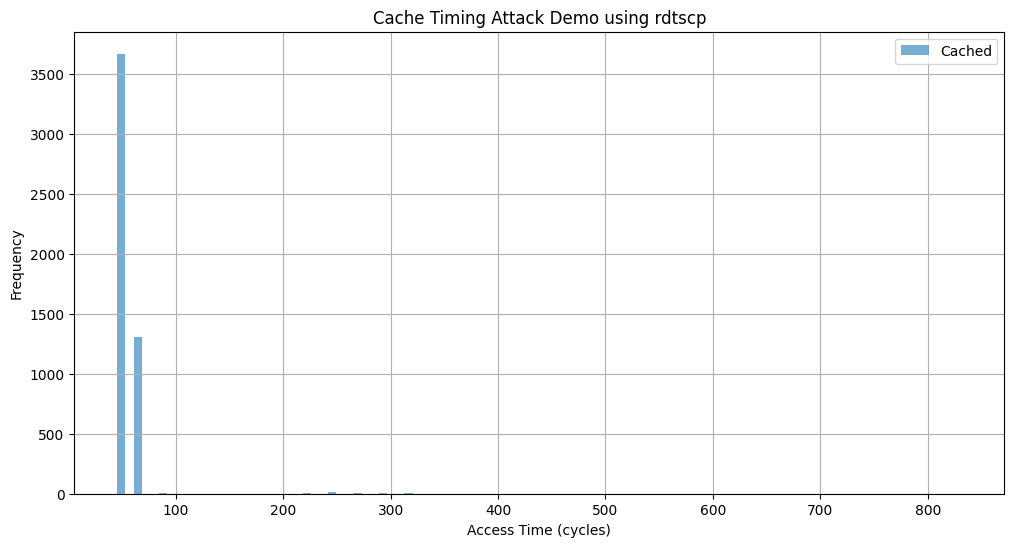 Cache Timing Attack Demo using rdtscp
Cached
3500
3000
2500
2000
1500
1000
500
0
Frequency
100 200 300 400 500 600 700 800
Access Time (cycles)